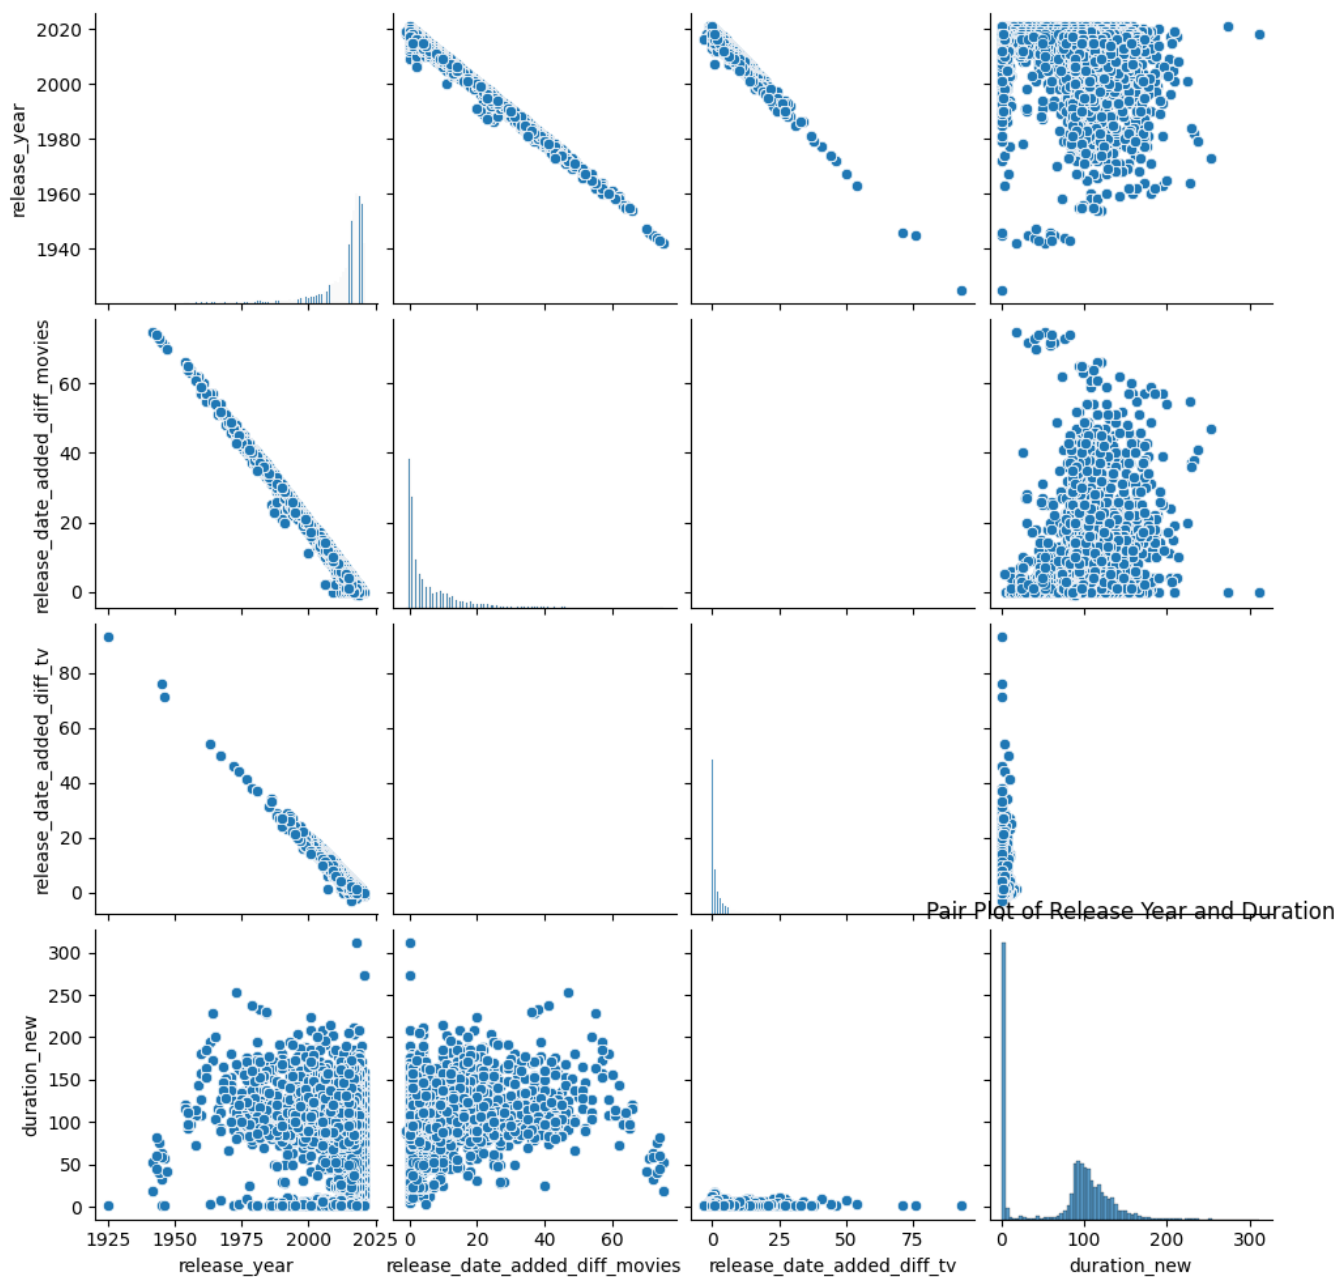 2020
2000
1980
1960
1940
release_year
60
40
20
0
release_date_added_diff_movies
80
60
40
20
0
release_date_added_diff_tv
Pair Plot of Release Year and Duration
300
250
200
150
100
50
0
duration_new
1925 1950 1975 2000 2025
release_year
0 20 40 60
release_date_added_diff_movies
0 25 50 75
release_date_added_diff_tv
0 100 200 300
duration_new